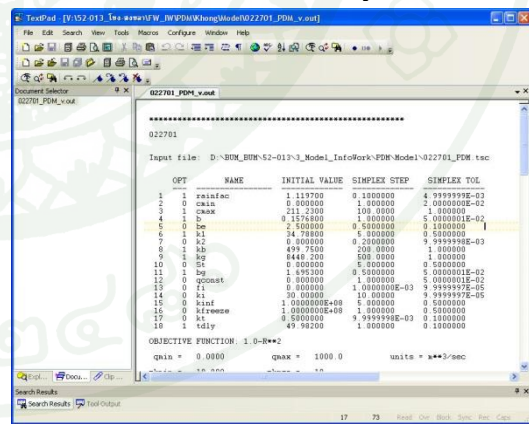 TextPad - [V:\52-013_โขง-สงขลา\FW_IW\PDM\Khong\Model\022701_PDM_v.out]
File Edit Search View Tools Macros Configure Window Help
Document Selector
022701_PDM_v.out
022701_PDM_v.out
************************************************************
022701
Input file: D:\BUM_BUM\52-013\3_Model_InfoWork\PDM\Model\022701_PDM.tsc
OPT NAME INITIAL VALUE SIMPLEX STEP SIMPLEX TOL
1 1 rainfac 1.119700 0.1000000 4.9999999E-03
2 0 cmin 0.000000 1.000000 2.0000000E-02
3 1 cmax 211.2300 100.0000 1.000000
4 1 b 0.1576800 1.000000 5.0000001E-02
5 0 be 2.500000 0.5000000 0.1000000
6 1 k1 34.78800 5.000000 0.5000000
7 0 k2 0.000000 0.2000000 9.9999998E-03
8 1 kb 499.7500 200.0000 1.000000
9 1 kg 8448.200 500.0000 1.000000
10 0 St 0.000000 5.000000 0.5000000
11 1 bg 1.695300 0.5000000 5.0000001E-02
12 0 qconst 0.000000 1.000000 5.0000001E-02
13 0 fi 0.000000 1.0000000E-03 9.9999997E-05
14 0 ki 30.00000 10.00000 9.9999997E-05
15 0 kinf 1.0000000E+08 5.000000 0.5000000
16 0 kfreeze 1.0000000E+08 1.000000 0.5000000
17 0 kt 0.5000000 9.9999998E-03 0.5000000
18 1 tdly 49.98200 1.000000 0.1000000
OBJECTIVE FUNCTION: 1.0-R**2
qmin = 0.0000 qmax = 1000.0 units = m**3/sec
Expl... Docu... Clip ...
Search Results
Search Results Tool Output
17 73 Read Ovr Block Sync Rec Caps